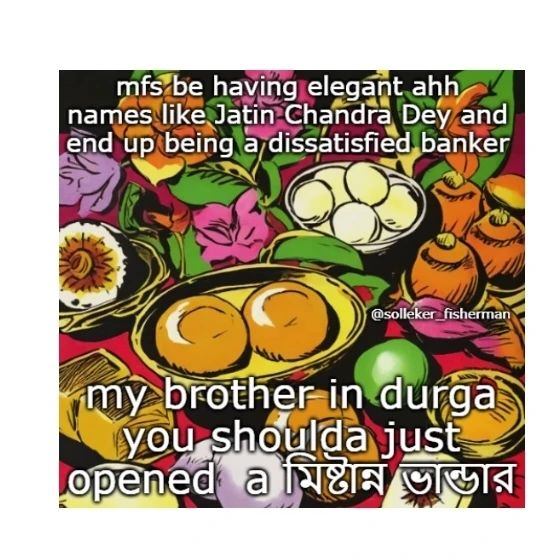 mfs be having elegant ahh
names like Jatin Chandra Dey and
end up being a dissatisfied banker
@solleker_fisherman
my brother in durga
you shoulda just
opened a মিষ্টান্ন ভান্ডার